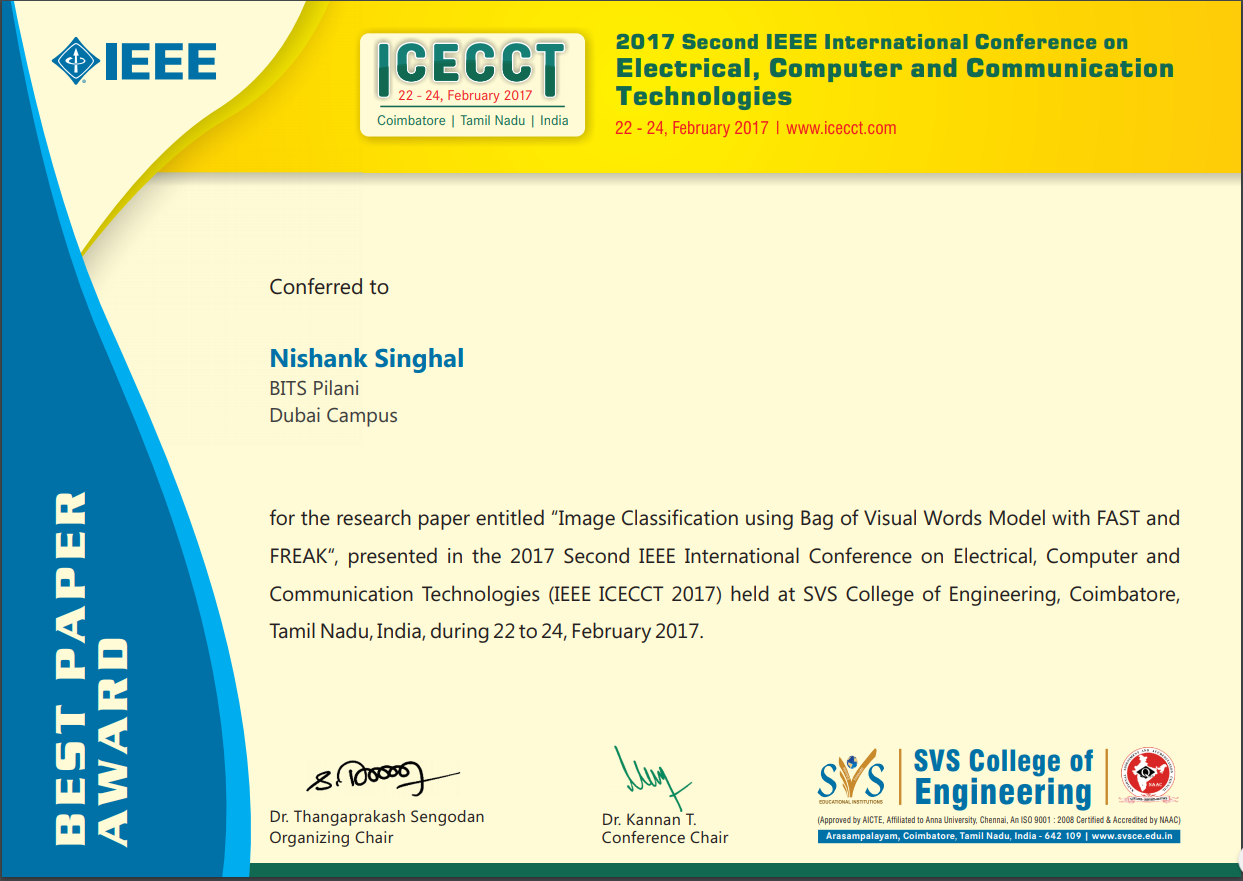 IEEE
ICECCT
22 - 24, February 2017
Coimbatore | Tamil Nadu | India
2017 Second IEEE International Conference on
Electrical, Computer and Communication
Technologies
22 - 24, February 2017 | www.icecct.com
Conferred to
Nishank Singhal
BITS Pilani
Dubai Campus
for the research paper entitled “Image Classification using Bag of Visual Words Model with FAST and
FREAK“, presented in the 2017 Second IEEE International Conference on Electrical, Computer and
Communication Technologies (IEEE ICECCT 2017) held at SVS College of Engineering, Coimbatore,
Tamil Nadu, India, during 22 to 24, February 2017.
BEST PAPER
AWARD
Dr. Thangaprakash Sengodan
Organizing Chair
Dr. Kannan T.
Conference Chair
SVS
EDUCATIONAL INSTITUTIONS
SVS College of
Engineering
NAAC
(Approved by AICTE, Affiliated to Anna University, Chennai, An ISO 9001 : 2008 Certified & Accredited by NAAC)
Arasampalayam, Coimbatore, Tamil Nadu, India - 642 109 | www.svsce.edu.in